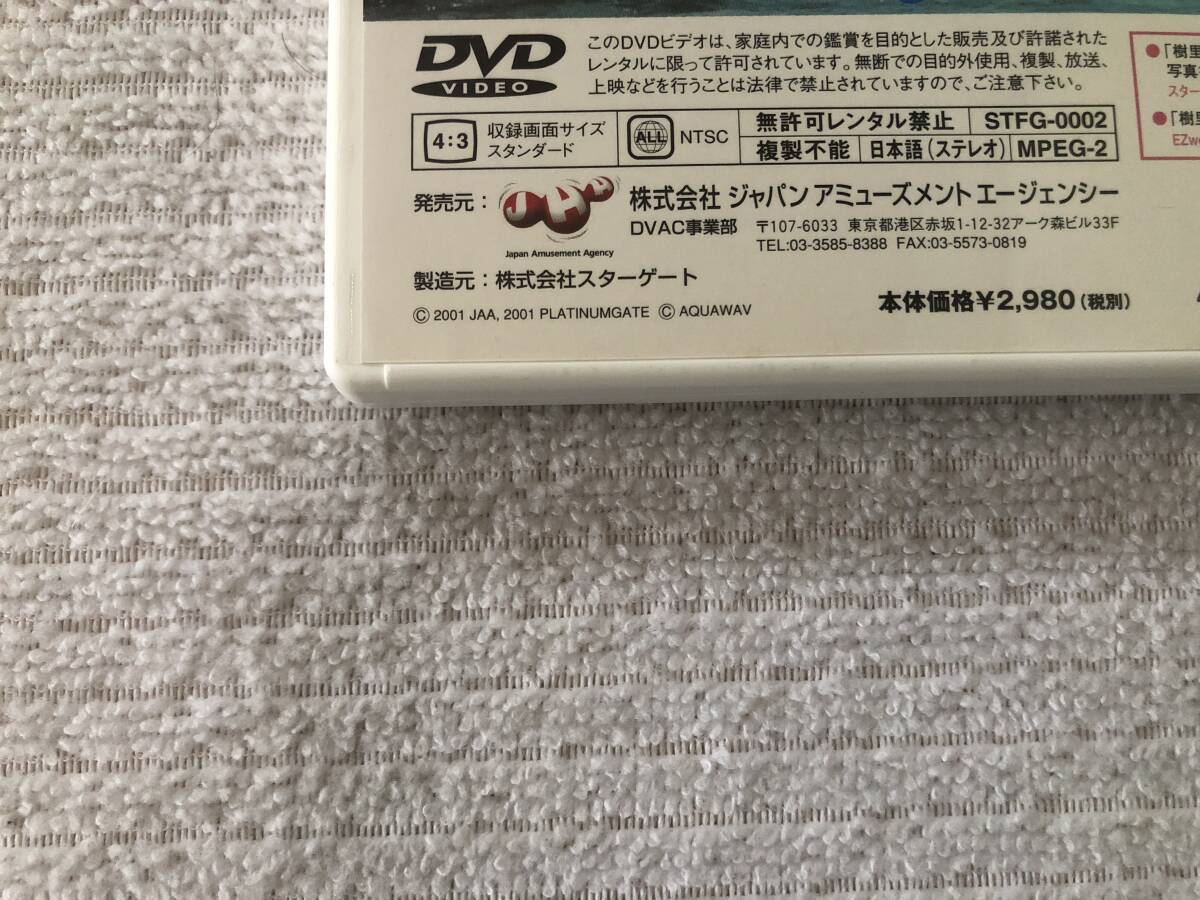 DVD
VIDEO
このDVDビデオは、家庭内での鑑賞を目的とした販売及び許諾された
レンタルに限って許可されています。無断での目的外使用、複製、放送、
上映などを行うことは法律で禁止されていますので、ご注意下さい。
4:3
収録画面サイズ
スタンダード
ALL
NTSC
無許可レンタル禁止
STFG-0002
複製不能
日本語(ステレオ)
MPEG-2
発売元:
JAA
Japan Amusement Agency
株式会社 ジャパン アミューズメント エージェンシー
DVAC事業部 〒107-6033 東京都港区赤坂1-12-32アーク森ビル33F
TEL:03-3585-8388 FAX:03-5573-0819
製造元:株式会社スターゲート
© 2001 JAA, 2001 PLATINUMGATE © AQUAWAV
本体価格¥2,980(税別)
●「樹里
写真
スター
●「樹里
EZwe